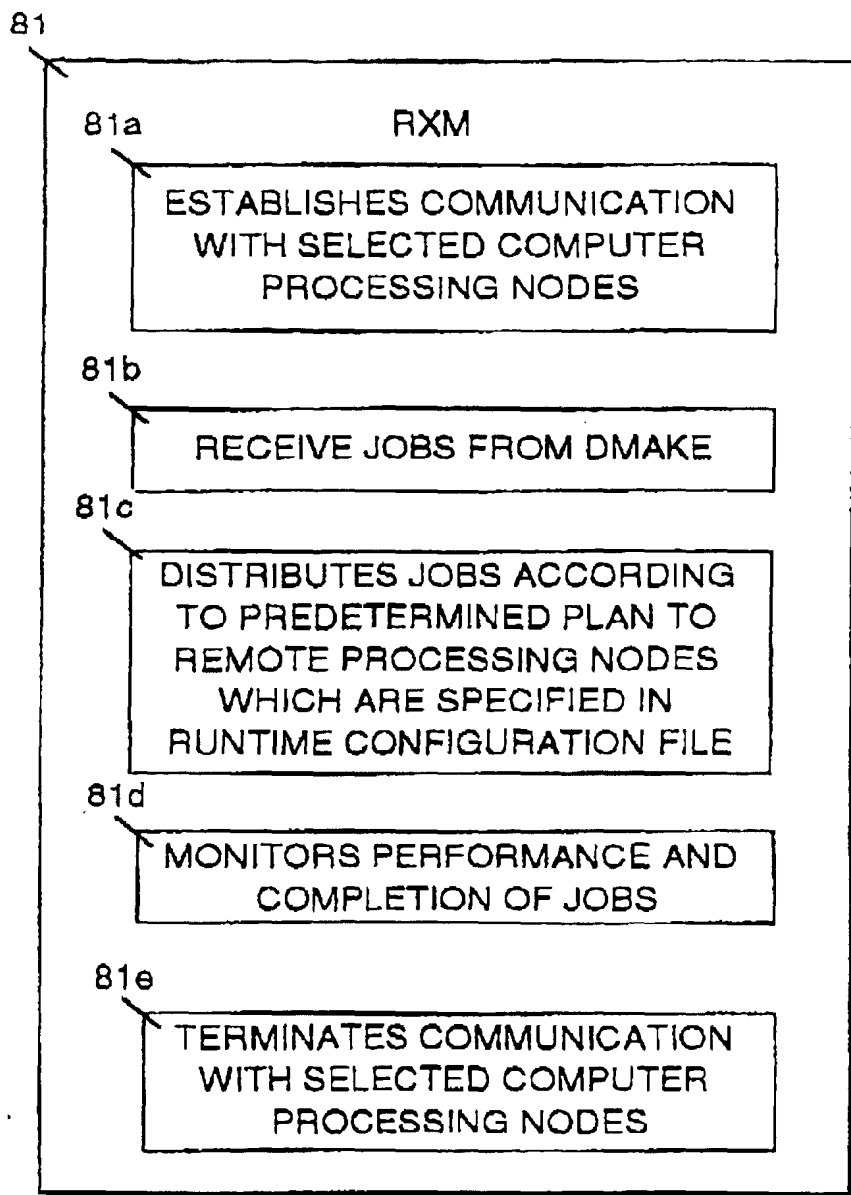 81
RXM
81a
ESTABLISHES COMMUNICATION
WITH SELECTED COMPUTER
PROCESSING NODES
81b
RECEIVE JOBS FROM DMAKE
81c
DISTRIBUTES JOBS ACCORDING
TO PREDETERMINED PLAN TO
REMOTE PROCESSING NODES
WHICH ARE SPECIFIED IN
RUNTIME CONFIGURATION FILE
81d
MONITORS PERFORMANCE AND
COMPLETION OF JOBS
81e
TERMINATES COMMUNICATION
WITH SELECTED COMPUTER
PROCESSING NODES